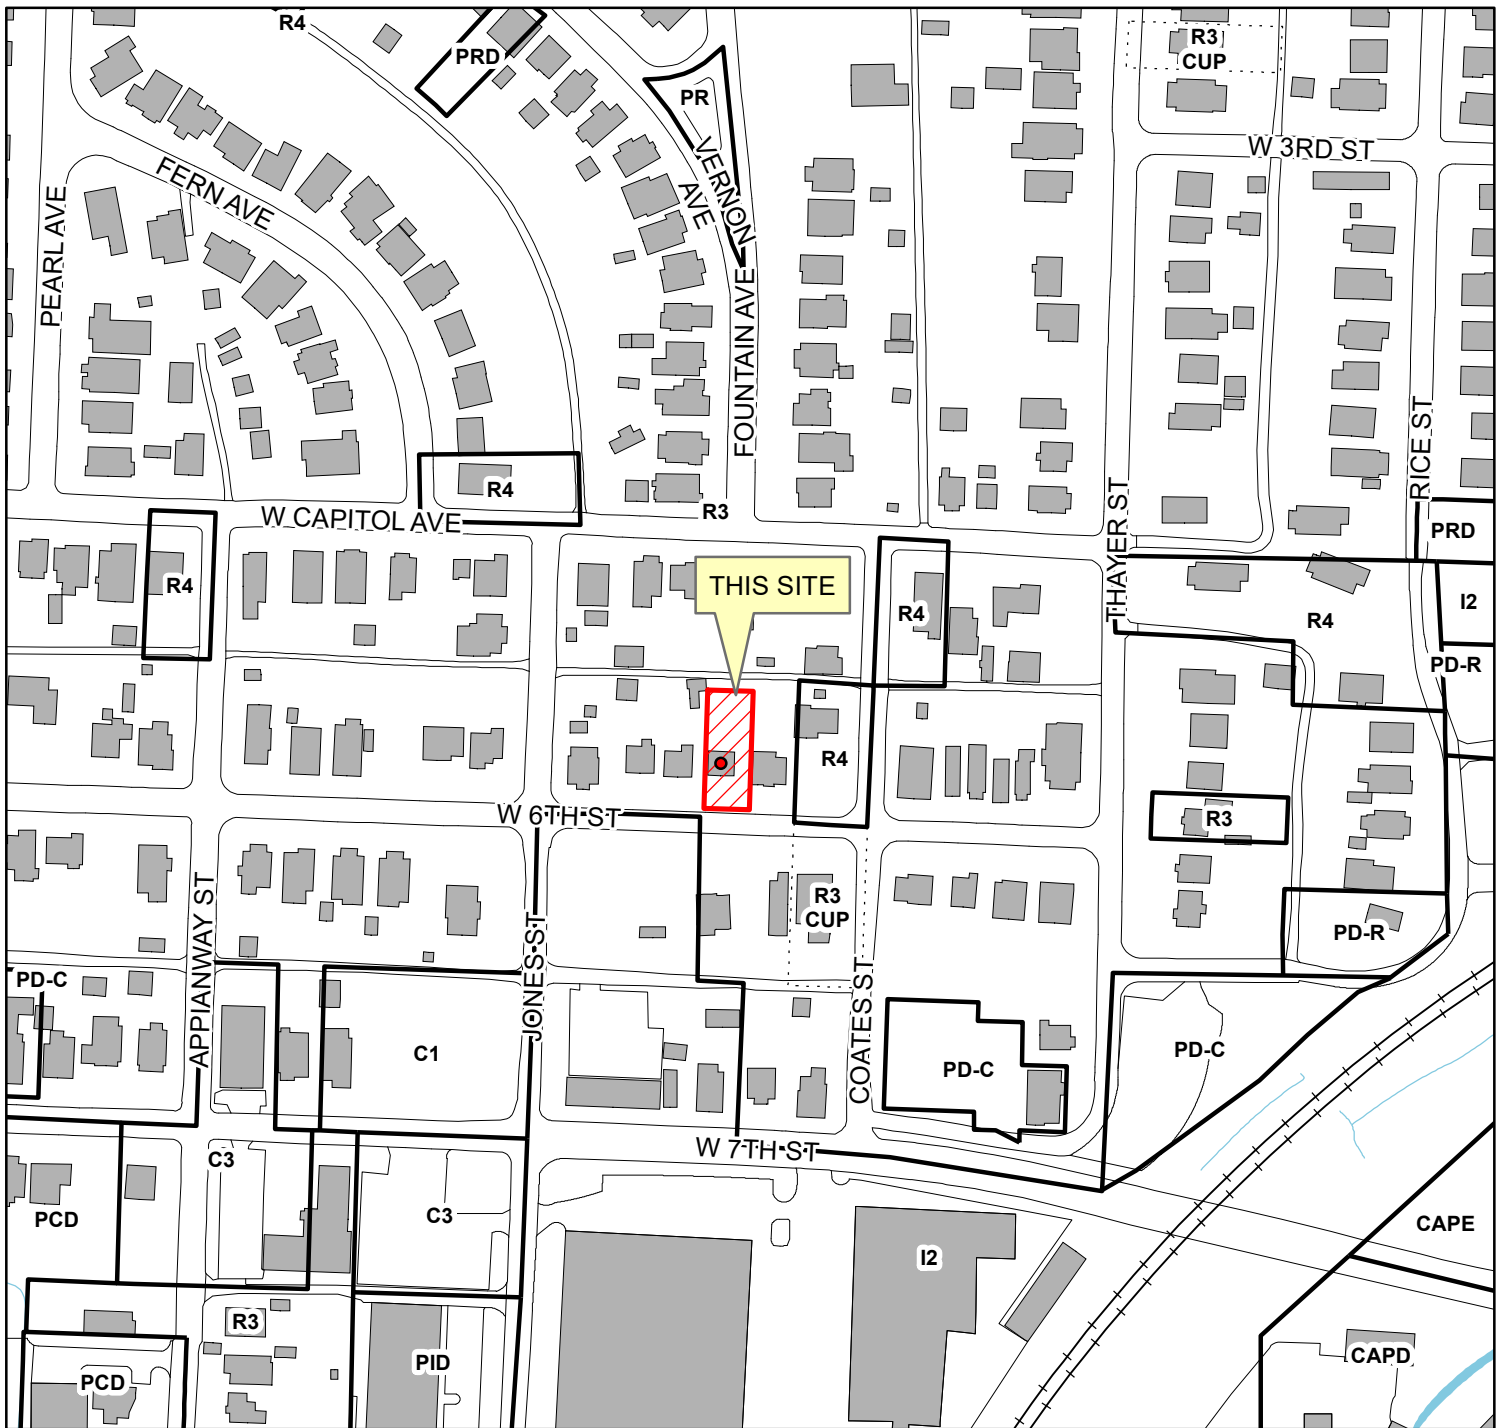 R4
PRD
R3
CUP
PR
W 3RD ST
FERN AVE
VERNON
AVE
PEARL AVE
FOUNTAIN AVE
RICE ST
R4
R3
W CAPITOL AVE
THAYER ST
PRD
THIS SITE
R4
R4
R4
I2
PD-R
R4
W 6TH ST
R3
R3
CUP
APPIANWAY ST
PD-R
PD-C
JONES ST
COATES ST
C1
PD-C
PD-C
W 7TH ST
C3
PCD
C3
CAPE
I2
R3
PID
CAPD
PCD